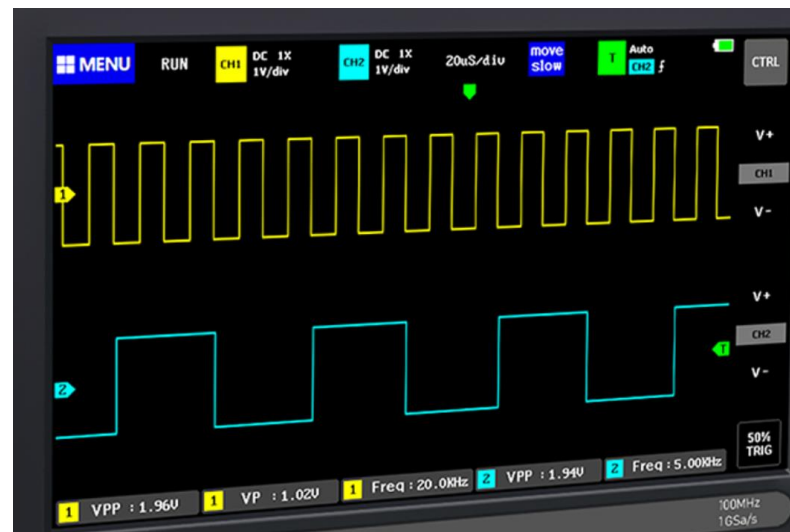 MENU RUN CH1 DC 1X 1V/div CH2 DC 1X 1V/div 20uS/div move slow T Auto CH2 CTRL
V+
CH1
1
V-
V+
CH2
T
2
V-
50%
TRIG
1 VPP :1.96V 1 VP :1.02V 1 Freq:20.0KHz 2 VPP :1.94V 2 Freq:5.00KHz
100MHz
1GSa/s